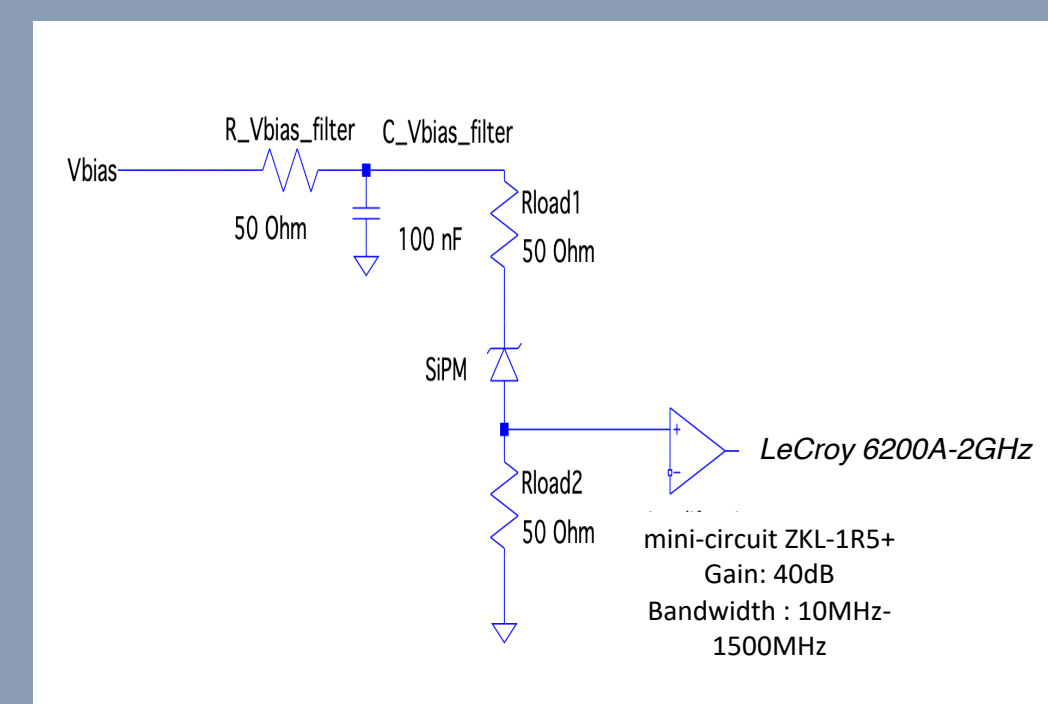 R_Vbias_filter
C_Vbias_filter
Vbias
50 Ohm
100 nF
Rload1
50 Ohm
SiPM
+
-
LeCroy 6200A-2GHz
Rload2
50 Ohm
mini-circuit ZKL-1R5+
Gain: 40dB
Bandwidth : 10MHz-
1500MHz